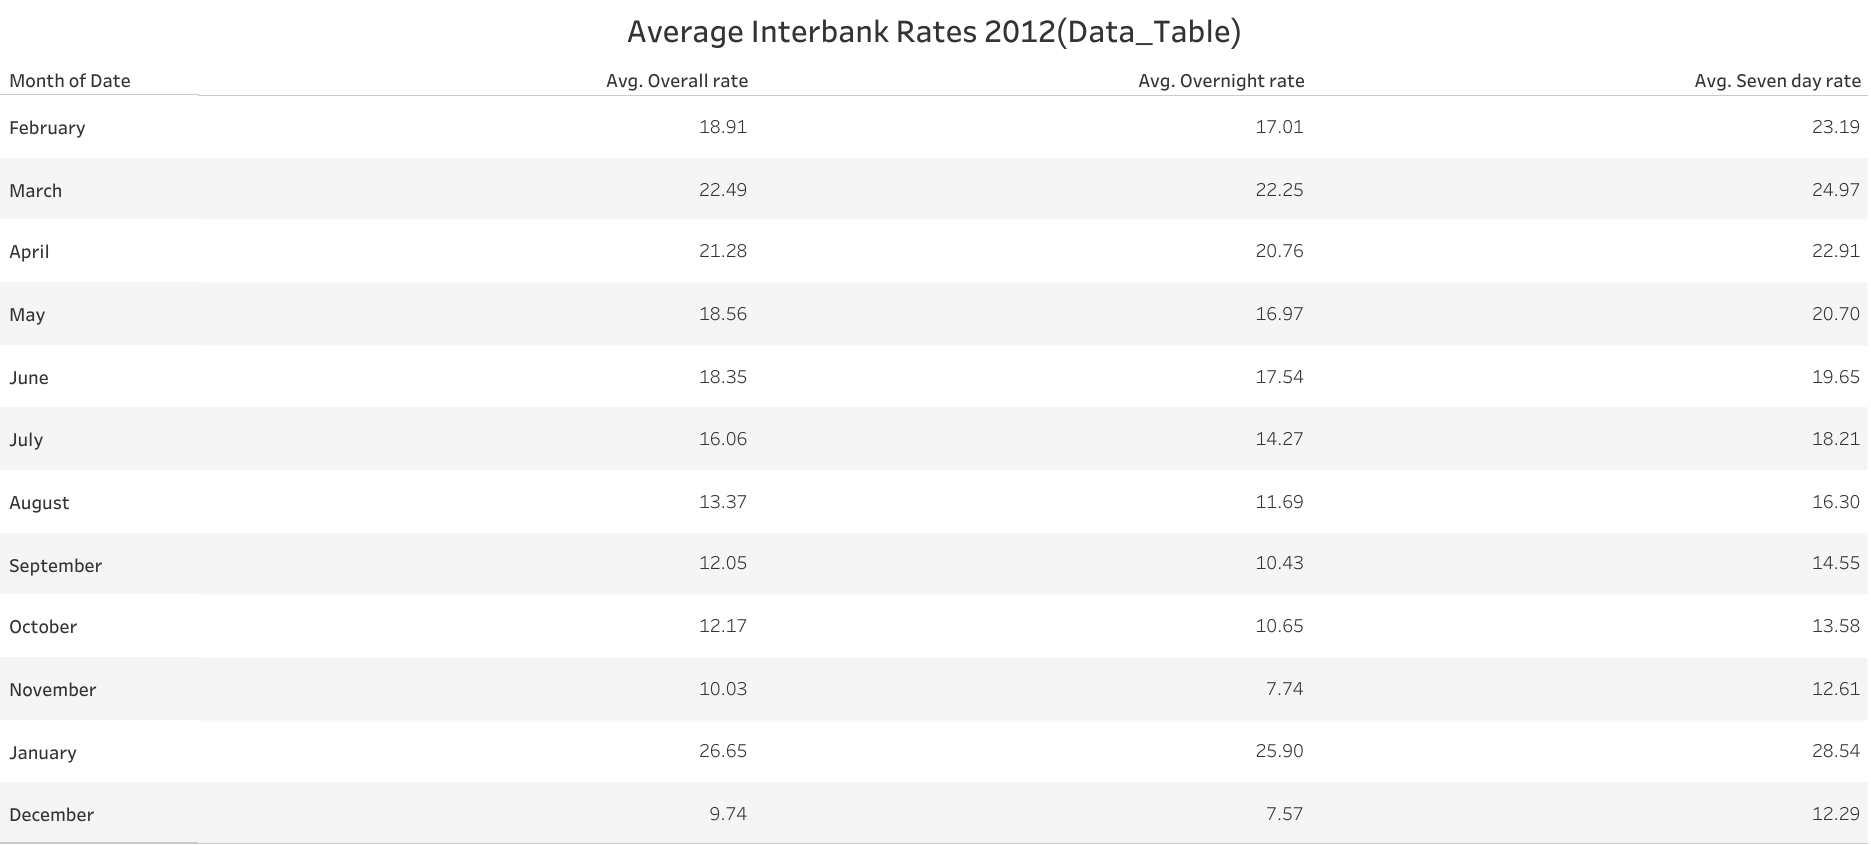 Average Interbank Rates 2012(Data_Table)
Month of Date Avg. Overall rate Avg. Overnight rate Avg. Seven day rate
February 18.91 17.01 23.19
March 22.49 22.25 24.97
April 21.28 20.76 22.91
May 18.56 16.97 20.70
June 18.35 17.54 19.65
July 16.06 14.27 18.21
August 13.37 11.69 16.30
September 12.05 10.43 14.55
October 12.17 10.65 13.58
November 10.03 7.74 12.61
January 26.65 25.90 28.54
December 9.74 7.57 12.29